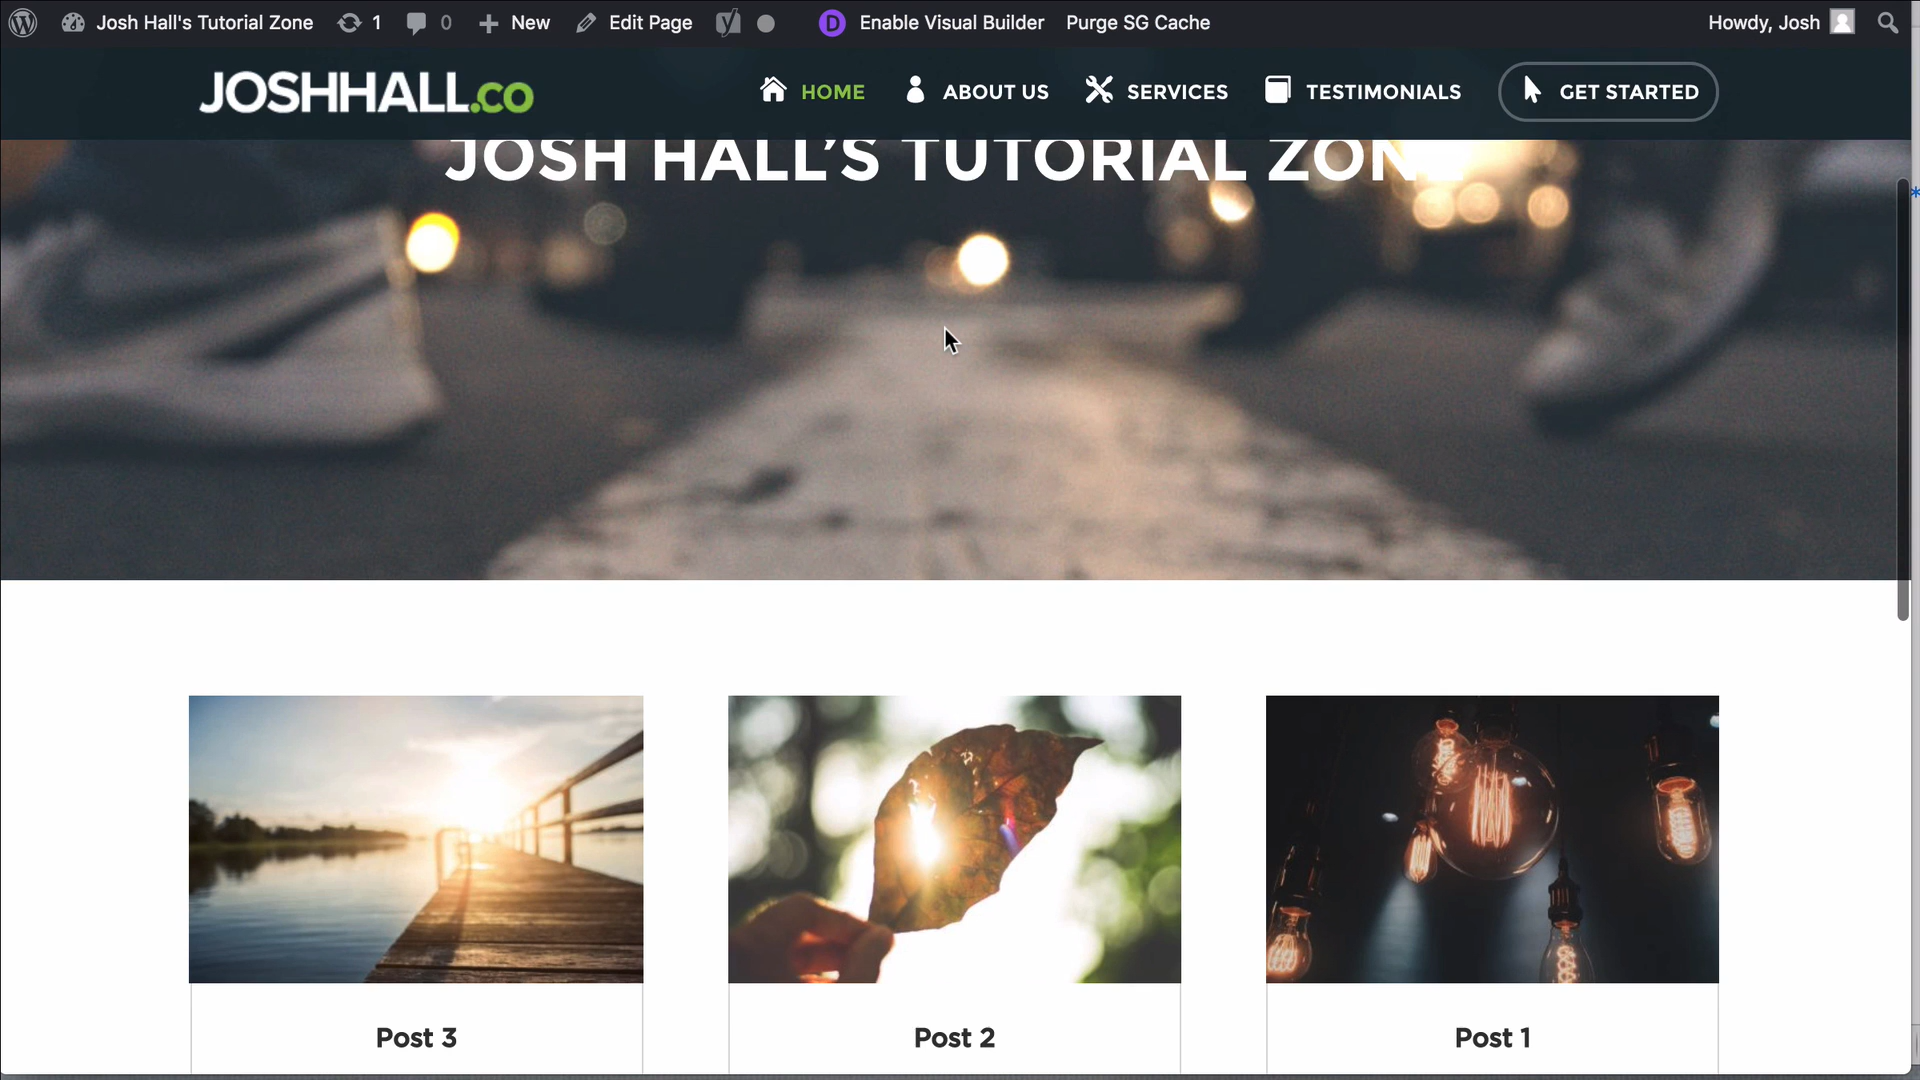 Josh Hall's Tutorial Zone 1 0 New Edit Page Enable Visual Builder Purge SG Cache Howdy, Josh
JOSHHALL.co HOME ABOUT US SERVICES TESTIMONIALS GET STARTED
JOSH HALL’S TUTORIAL ZONE
Post 3 Post 2 Post 1